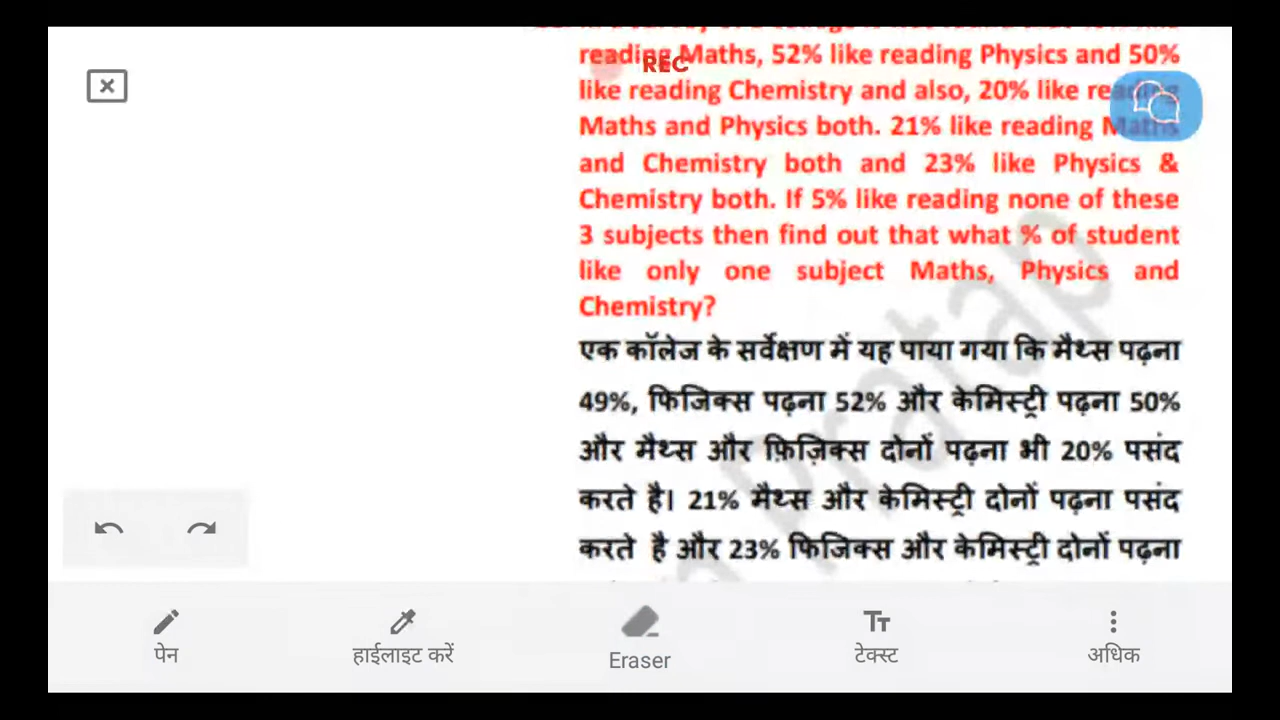 reading Maths, 52% like reading Physics and 50%
REC
like reading Chemistry and also, 20% like reading
Maths and Physics both. 21% like reading Maths
and Chemistry both and 23% like Physics &
Chemistry both. If 5% like reading none of these
3 subjects then find out that what % of student
like only one subject Maths, Physics and
Chemistry?
एक कॉलेज के सर्वेक्षण में यह पाया गया कि मैथ्स पढ़ना
49%, फिजिक्स पढ़ना 52% और केमिस्ट्री पढ़ना 50%
और मैथ्स और फ़िज़िक्स दोनों पढ़ना भी 20% पसंद
करते है। 21% मैथ्स और केमिस्ट्री दोनों पढ़ना पसंद
करते है और 23% फिजिक्स और केमिस्ट्री दोनों पढ़ना
Pratap
पेन
हाईलाइट करें
Eraser
टेक्स्ट
अधिक